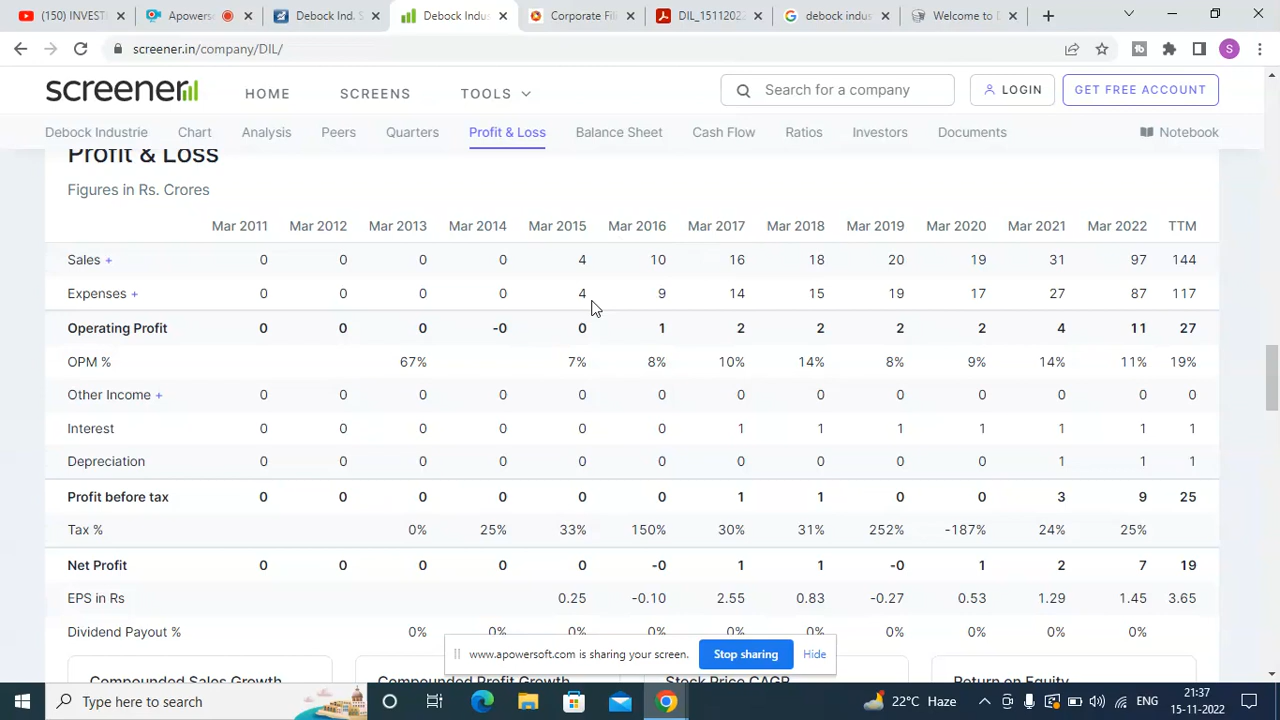 (150) INVEST
Apowers
Debock Ind. S
Debock Indus
Corporate Fili
DIL_15112022
debock indus
Welcome to D
screener.in/company/DIL/
S
screener
HOME
SCREENS
TOOLS
Search for a company
LOGIN
GET FREE ACCOUNT
Debock Industrie
Chart
Analysis
Peers
Quarters
Profit & Loss
Balance Sheet
Cash Flow
Ratios
Investors
Documents
Notebook
Profit & Loss
Figures in Rs. Crores
Mar 2011 Mar 2012 Mar 2013 Mar 2014 Mar 2015 Mar 2016 Mar 2017 Mar 2018 Mar 2019 Mar 2020 Mar 2021 Mar 2022 TTM
Sales + 0 0 0 0 4 10 16 18 20 19 31 97 144
Expenses + 0 0 0 0 4 9 14 15 19 17 27 87 117
Operating Profit 0 0 0 -0 0 1 2 2 2 2 4 11 27
OPM % 67% 7% 8% 10% 14% 8% 9% 14% 11% 19%
Other Income + 0 0 0 0 0 0 0 0 0 0 0 0 0
Interest 0 0 0 0 0 0 1 1 1 1 1 1 1
Depreciation 0 0 0 0 0 0 0 0 0 0 1 1 1
Profit before tax 0 0 0 0 0 0 1 1 0 0 3 9 25
Tax % 0% 25% 33% 150% 30% 31% 252% -187% 24% 25%
Net Profit 0 0 0 0 0 -0 1 1 -0 1 2 7 19
EPS in Rs 0.25 -0.10 2.55 0.83 -0.27 0.53 1.29 1.45 3.65
Dividend Payout % 0% 0% 0% 0% 0% 0% 0% 0% 0% 0%
www.apowersoft.com is sharing your screen.
Stop sharing
Hide
Compounded Sales Growth
Compounded Profit Growth
Stock Price CAGR
Return on Equity
Type here to search
22°C Haze
ENG
21:37
15-11-2022